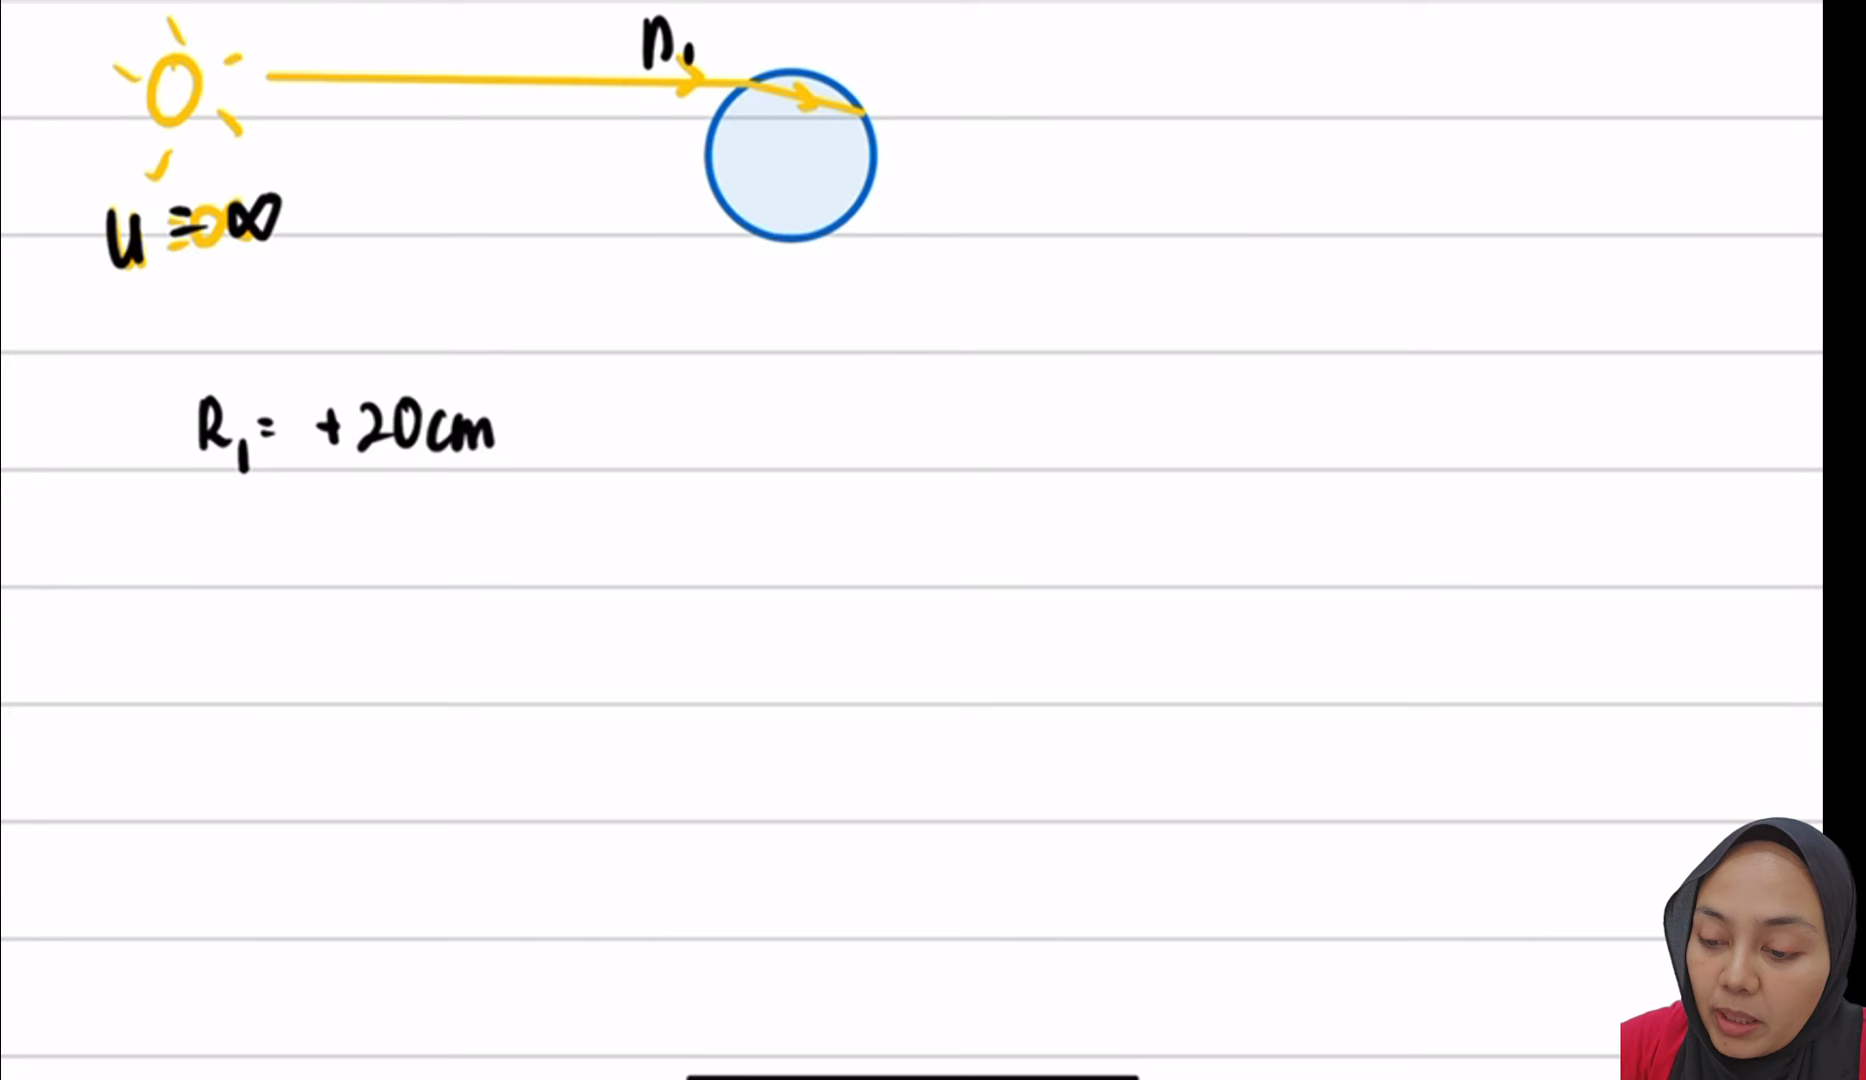 n₁
u = ∞
R₁ = +20cm